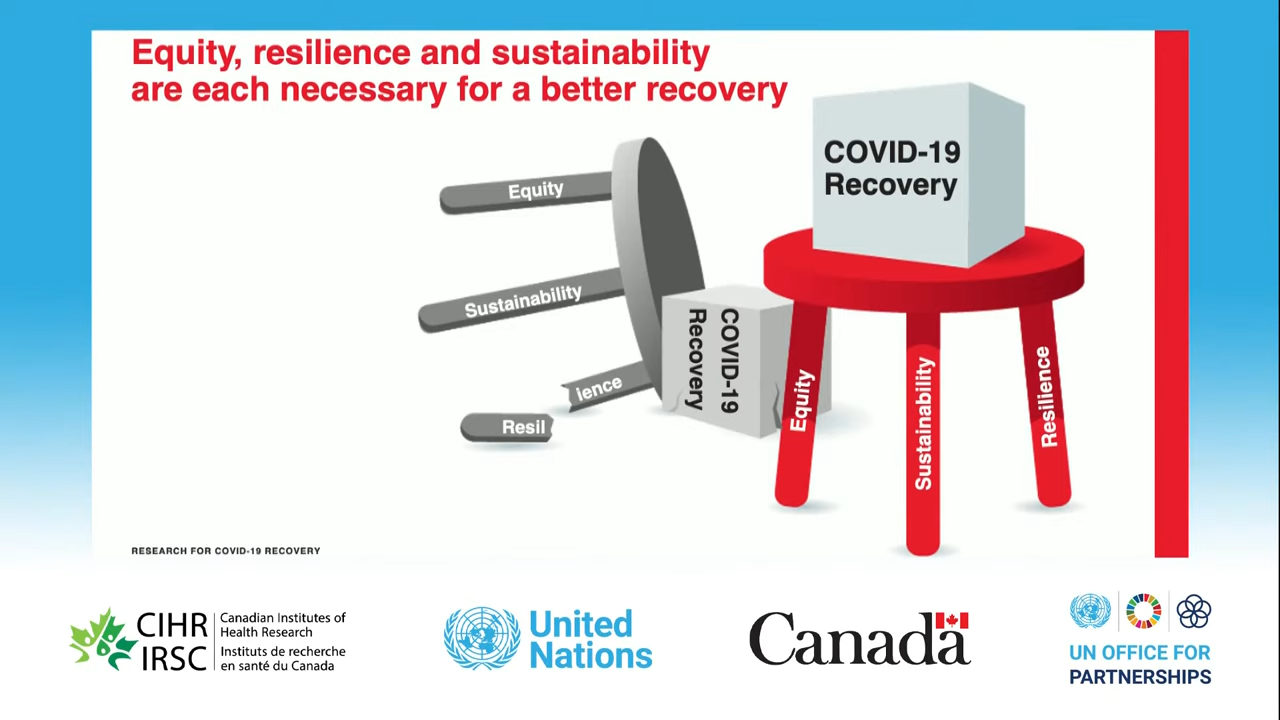 Equity, resilience and sustainability
are each necessary for a better recovery
COVID-19
Recovery
Equity
Sustainability
ience
Resil
COVID-19
Recovery
Equity
Sustainability
Resilience
RESEARCH FOR COVID-19 RECOVERY
CIHR
IRSC
Canadian Institutes of
Health Research
Instituts de recherche
en santé du Canada
United
Nations
Canada
UN OFFICE FOR
PARTNERSHIPS